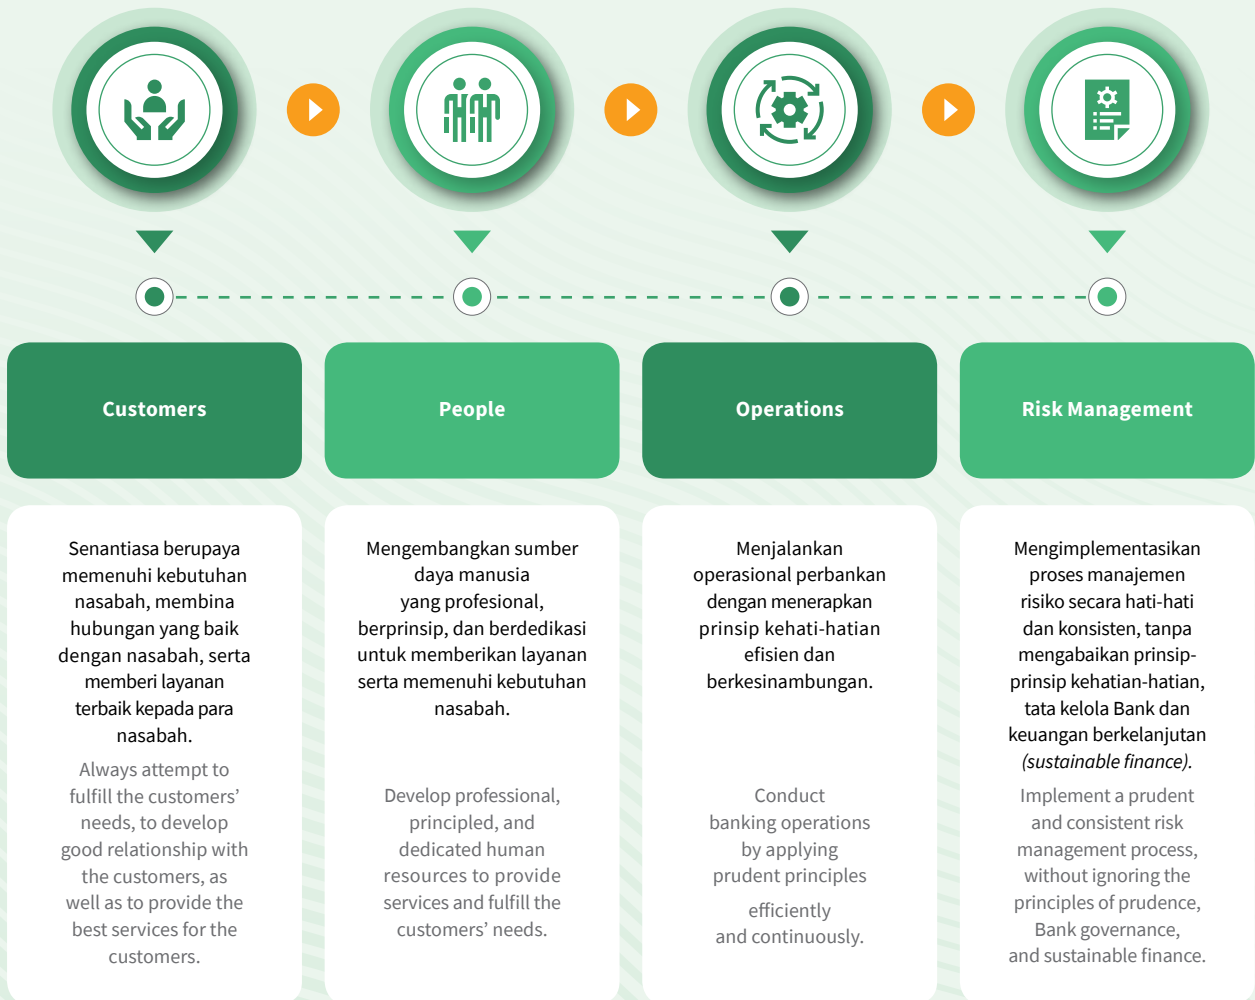 Customers
People
Operations
Risk Management
Senantiasa berupaya
memenuhi kebutuhan
nasabah, membina
hubungan yang baik
dengan nasabah, serta
memberi layanan
terbaik kepada para
nasabah.
Always attempt to
fulfill the customers’
needs, to develop
good relationship with
the customers, as
well as to provide the
best services for the
customers.
Mengembangkan sumber
daya manusia
yang profesional,
berprinsip, dan berdedikasi
untuk memberikan layanan
serta memenuhi kebutuhan
nasabah.
Develop professional,
principled, and
dedicated human
resources to provide
services and fulfill the
customers’ needs.
Menjalankan
operasional perbankan
dengan menerapkan
prinsip kehati-hatian
efisien dan
berkesinambungan.
Conduct
banking operations
by applying
prudent principles
efficiently
and continuously.
Mengimplementasikan
proses manajemen
risiko secara hati-hati
dan konsisten, tanpa
mengabaikan prinsip-
prinsip kehatian-hatian,
tata kelola Bank dan
keuangan berkelanjutan
(sustainable finance).
Implement a prudent
and consistent risk
management process,
without ignoring the
principles of prudence,
Bank governance,
and sustainable finance.